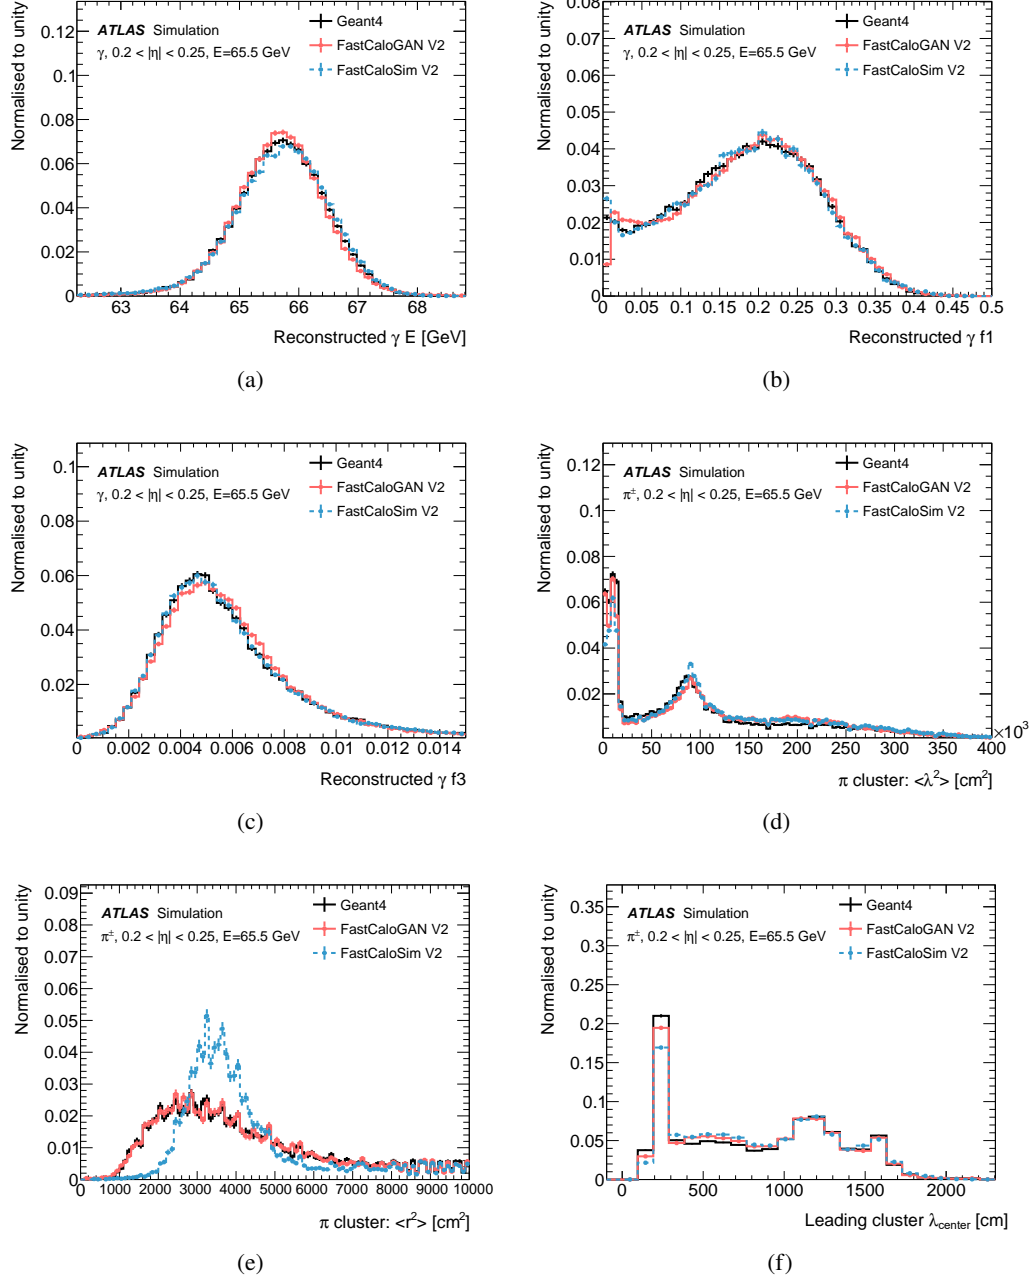 Normalised to unity
0.12
0.1
0.08
0.06
0.04
0.02
0
ATLAS Simulation
γ, 0.2 < |η| < 0.25, E=65.5 GeV
Geant4
FastCaloGAN V2
FastCaloSim V2
63 64 65 66 67 68
Reconstructed γ E [GeV]
(a)
Normalised to unity
0.08
0.07
0.06
0.05
0.04
0.03
0.02
0.01
0
ATLAS Simulation
γ, 0.2 < |η| < 0.25, E=65.5 GeV
Geant4
FastCaloGAN V2
FastCaloSim V2
0 0.05 0.1 0.15 0.2 0.25 0.3 0.35 0.4 0.45 0.5
Reconstructed γ f1
(b)
Normalised to unity
0.1
0.08
0.06
0.04
0.02
ATLAS Simulation
γ, 0.2 < |η| < 0.25, E=65.5 GeV
Geant4
FastCaloGAN V2
FastCaloSim V2
0 0.002 0.004 0.006 0.008 0.01 0.012 0.014
Reconstructed γ f3
(c)
Normalised to unity
0.12
0.1
0.08
0.06
0.04
0.02
ATLAS Simulation
π±, 0.2 < |η| < 0.25, E=65.5 GeV
Geant4
FastCaloGAN V2
FastCaloSim V2
0 50 100 150 200 250 300 350 400
×10³
π cluster: <λ²> [cm²]
(d)
Normalised to unity
0.09
0.08
0.07
0.06
0.05
0.04
0.03
0.02
0.01
0
ATLAS Simulation
π±, 0.2 < |η| < 0.25, E=65.5 GeV
Geant4
FastCaloGAN V2
FastCaloSim V2
0 1000 2000 3000 4000 5000 6000 7000 8000 9000 10000
π cluster: <r²> [cm²]
(e)
Normalised to unity
0.35
0.3
0.25
0.2
0.15
0.1
0.05
0
ATLAS Simulation
π±, 0.2 < |η| < 0.25, E=65.5 GeV
Geant4
FastCaloGAN V2
FastCaloSim V2
0 500 1000 1500 2000
Leading cluster λcenter [cm]
(f)